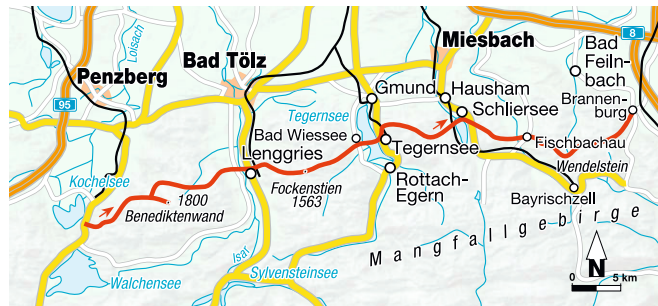 Loisach
Penzberg
95
Bad Tölz
Miesbach
8
Bad
Feiln-
bach
Brannen-
burg
Gmund
Hausham
Schliersee
Tegernsee
Bad Wiessee
Lenggries
Tegernsee
Fischbachau
Kochelsee
Fockenstien
1563
Rottach-
Egern
Wendelstein
1800
Benediktenwand
Bayrischzell
Mangfallgebirge
Walchensee
Isar
Sylvensteinsee
N
0 5 km